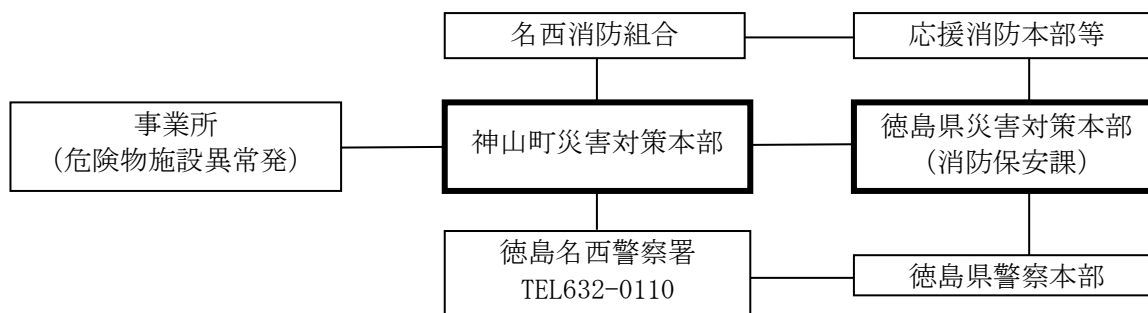 名西消防組合
応援消防本部等
事業所
（危険物施設異常発）
神山町災害対策本部
徳島県災害対策本部
（消防保安課）
徳島名西警察署
TEL632-0110
徳島県警察本部